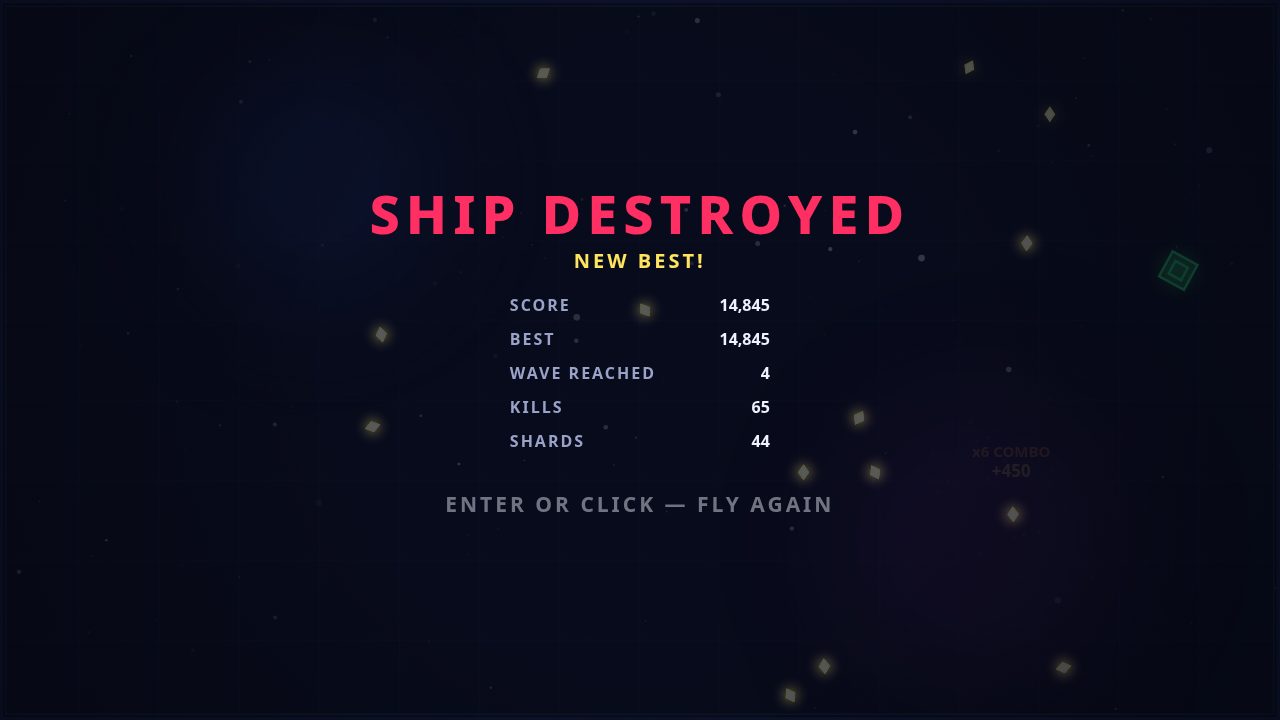 SHIP DESTROYED
NEW BEST!
SCORE 14,845
BEST 14,845
WAVE REACHED 4
KILLS 65
SHARDS 44
x6 COMBO
+450
ENTER OR CLICK — FLY AGAIN